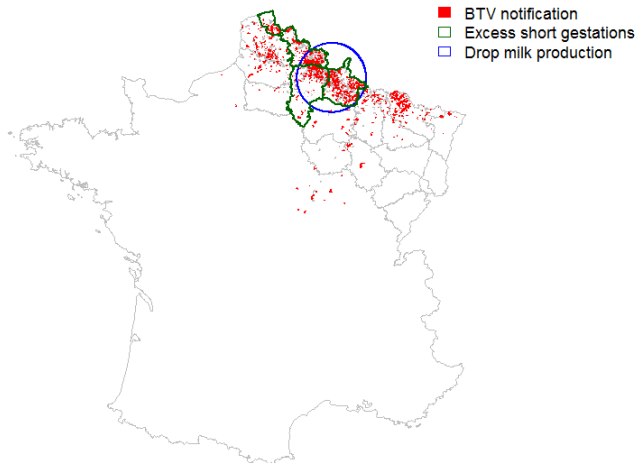 BTV notification
Excess short gestations
Drop milk production